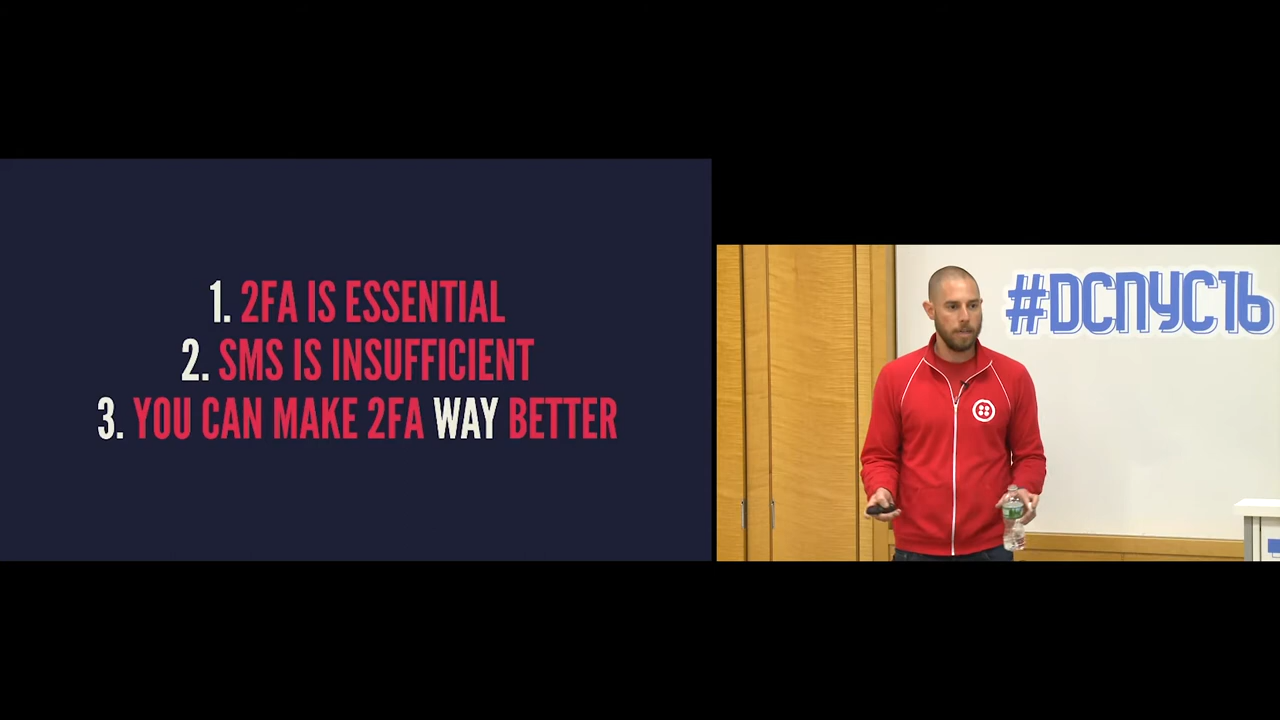 1. 2FA IS ESSENTIAL
2. SMS IS INSUFFICIENT
3. YOU CAN MAKE 2FA WAY BETTER
#DCNYC16